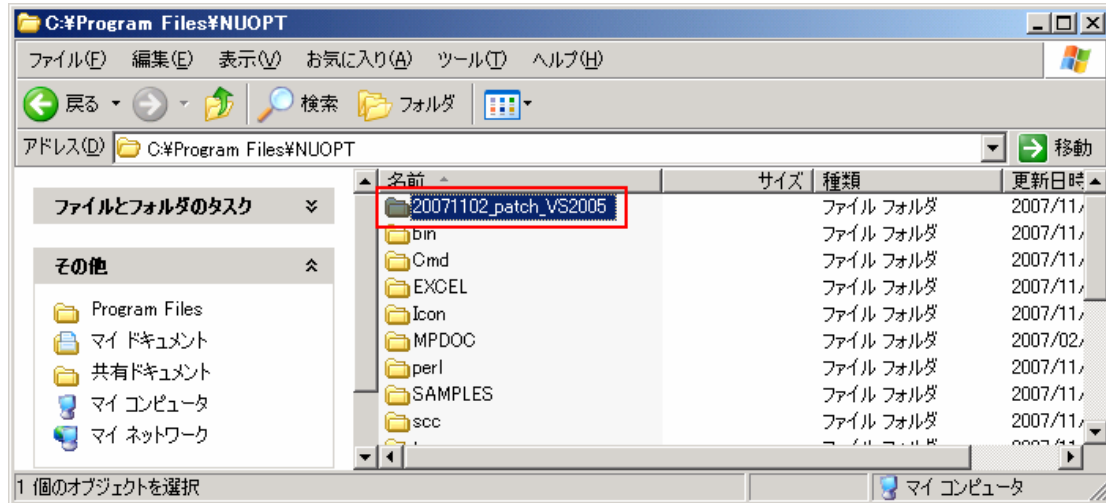 C:¥Program Files¥NUOPT
ファイル(F) 編集(E) 表示(V) お気に入り(A) ツール(T) ヘルプ(H)
戻る 検索 フォルダ
アドレス(D) C:¥Program Files¥NUOPT 移動
ファイルとフォルダのタスク
その他
Program Files
マイ ドキュメント
共有ドキュメント
マイ コンピュータ
マイ ネットワーク
名前 サイズ 種類 更新日時
20071102_patch_VS2005 ファイル フォルダ 2007/11/
bin ファイル フォルダ 2007/11/
Cmd ファイル フォルダ 2007/11/
EXCEL ファイル フォルダ 2007/11/
Icon ファイル フォルダ 2007/11/
MPDOC ファイル フォルダ 2007/02/
perl ファイル フォルダ 2007/11/
SAMPLES ファイル フォルダ 2007/11/
scc ファイル フォルダ 2007/11/
1 個のオブジェクトを選択 マイ コンピュータ